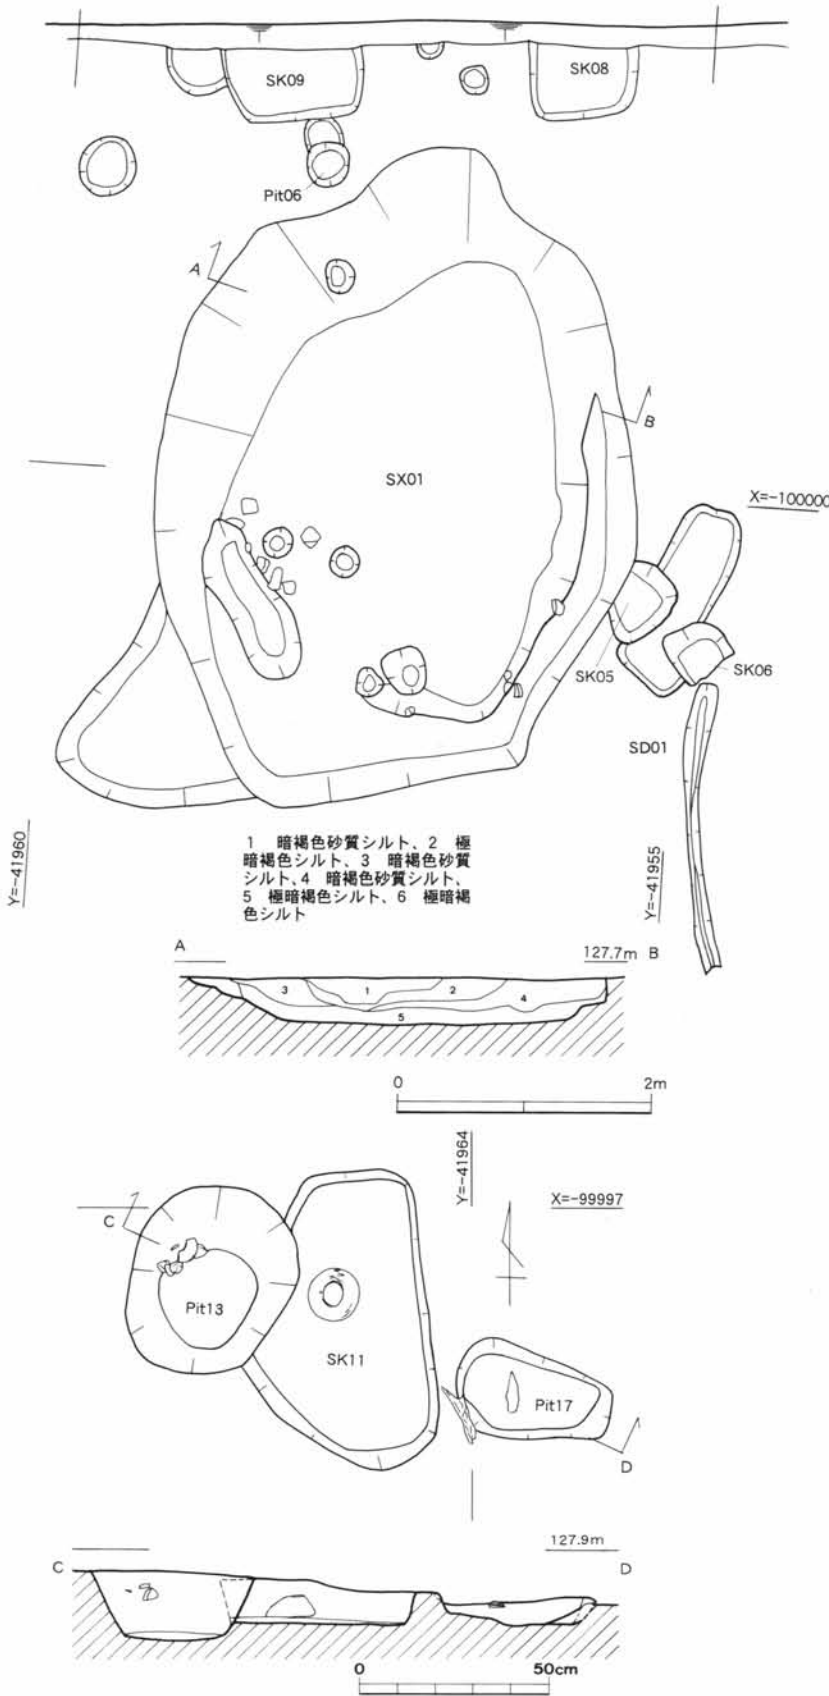 SK09
SK08
Pit06
A
B
SX01
X=-100000
SK05
SK06
SD01
Y=-41960
Y=-41955
1 暗褐色砂質シルト、2 極
暗褐色シルト、3 暗褐色砂質
シルト、4 暗褐色砂質シルト、
5 極暗褐色シルト、6 極暗褐
色シルト
A
127.7m B
3
1
2
4
5
0 2m
Y=-41964
X=-99997
C
Pit13
SK11
Pit17
D
127.9m
C
D
0 50cm